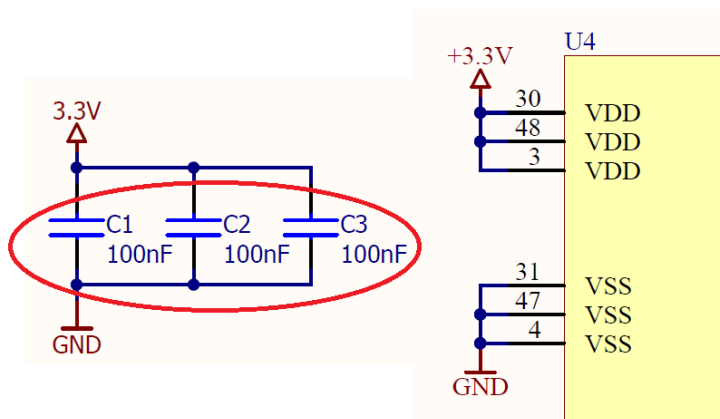 3.3V
C1
100nF
C2
100nF
C3
100nF
GND
U4
+3.3V
30 VDD
48 VDD
3 VDD
31 VSS
47 VSS
4 VSS
GND